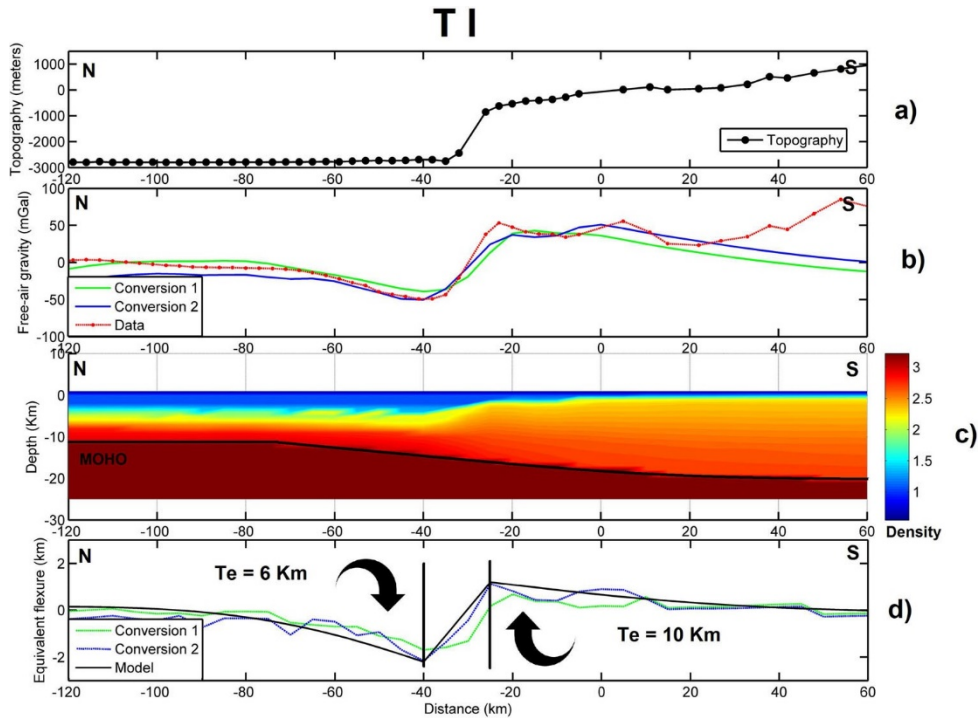 T I
N
S
Topography (meters)
1000
0
-1000
-2000
-3000
Topography
a)
-120
-100
-80
-60
-40
-20
0
20
40
60
N
S
Free-air gravity (mGal)
100
50
0
-50
-100
Conversion 1
Conversion 2
Data
b)
-120
-100
-80
-60
-40
-20
0
20
40
60
N
S
Depth (Km)
10
0
-10
-20
-30
MOHO
3
2.5
2
1.5
1
Density
c)
-120
-100
-80
-60
-40
-20
0
20
40
60
N
S
Equivalent flexure (km)
2
0
-2
Te = 6 Km
Te = 10 Km
Conversion 1
Conversion 2
Model
d)
-120
-100
-80
-60
-40
-20
0
20
40
60
Distance (km)